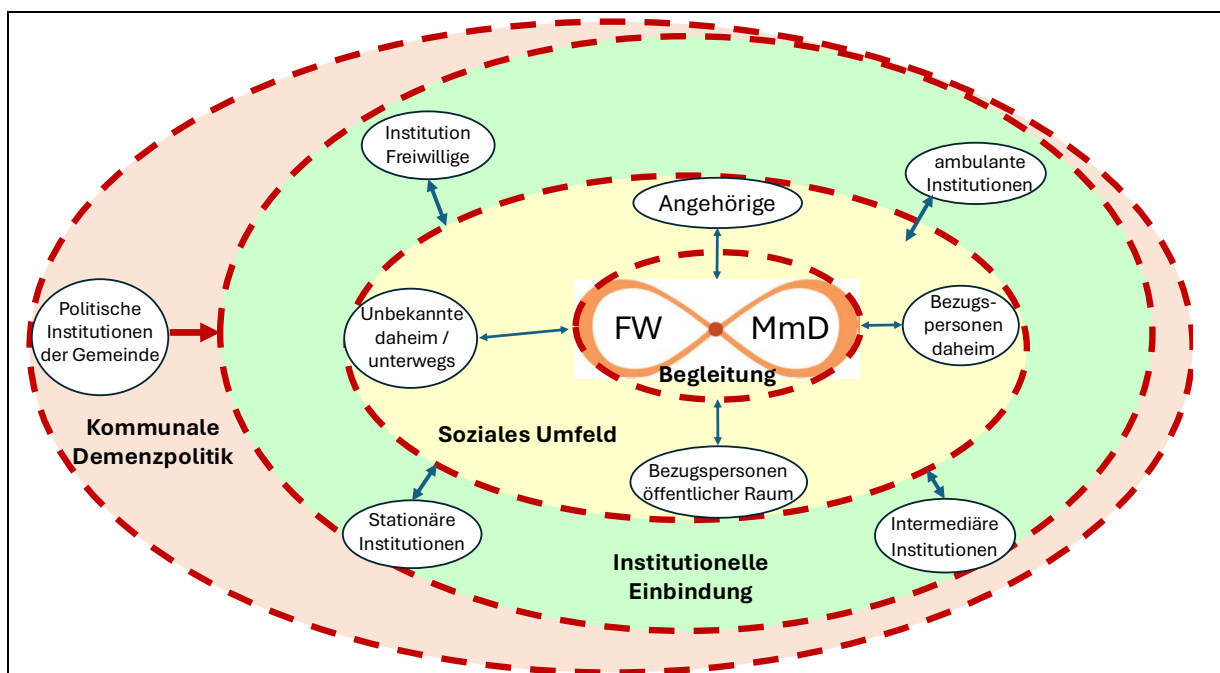 Institution
Freiwillige
ambulante
Institutionen
Angehörige
Politische
Institutionen
der Gemeinde
Unbekannte
daheim /
unterwegs
FW
MmD
Begleitung
Bezugs-
personen
daheim
Kommunale
Demenzpolitik
Soziales Umfeld
Bezugspersonen
öffentlicher Raum
Stationäre
Institutionen
Intermediäre
Institutionen
Institutionelle
Einbindung